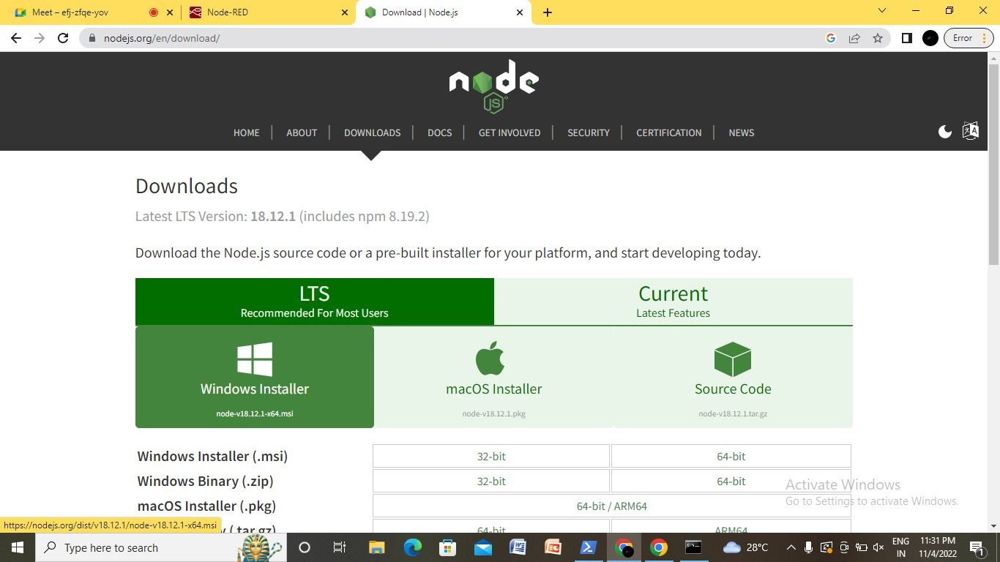 Meet – efj-zfqe-yov
Node-RED
Download | Node.js
nodejs.org/en/download/
Error
node
JS
HOME
ABOUT
DOWNLOADS
DOCS
GET INVOLVED
SECURITY
CERTIFICATION
NEWS
Downloads
Latest LTS Version: 18.12.1 (includes npm 8.19.2)
Download the Node.js source code or a pre-built installer for your platform, and start developing today.
LTS
Recommended For Most Users
Current
Latest Features
Windows Installer
node-v18.12.1-x64.msi
macOS Installer
node-v18.12.1.pkg
Source Code
node-v18.12.1.tar.gz
Windows Installer (.msi)
32-bit
64-bit
Windows Binary (.zip)
32-bit
64-bit
macOS Installer (.pkg)
64-bit / ARM64
(.tar.gz)
64-bit
ARM64
Activate Windows
Go to Settings to activate Windows.
https://nodejs.org/dist/v18.12.1/node-v18.12.1-x64.msi
Type here to search
28°C
ENG
IN
11:31 PM
11/4/2022
1